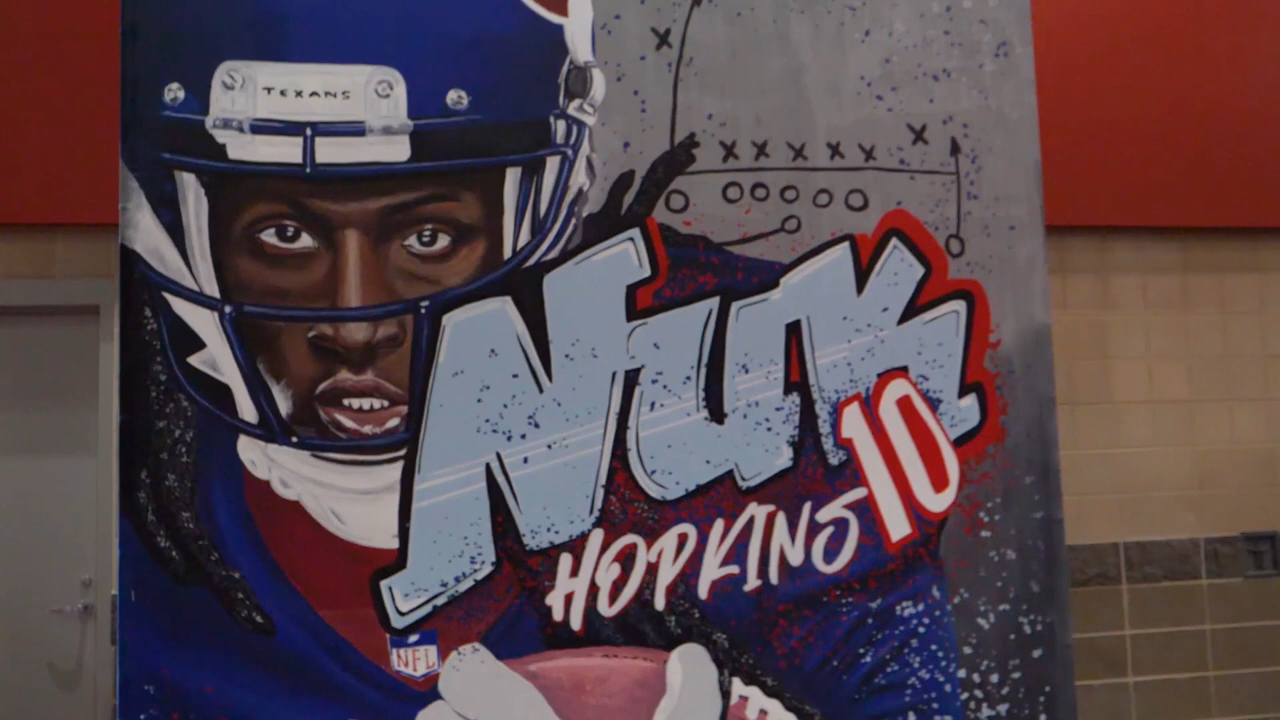 TEXANS
X
X X X X X X
O O O O O O
NUK
10
HOPKINS
NFL